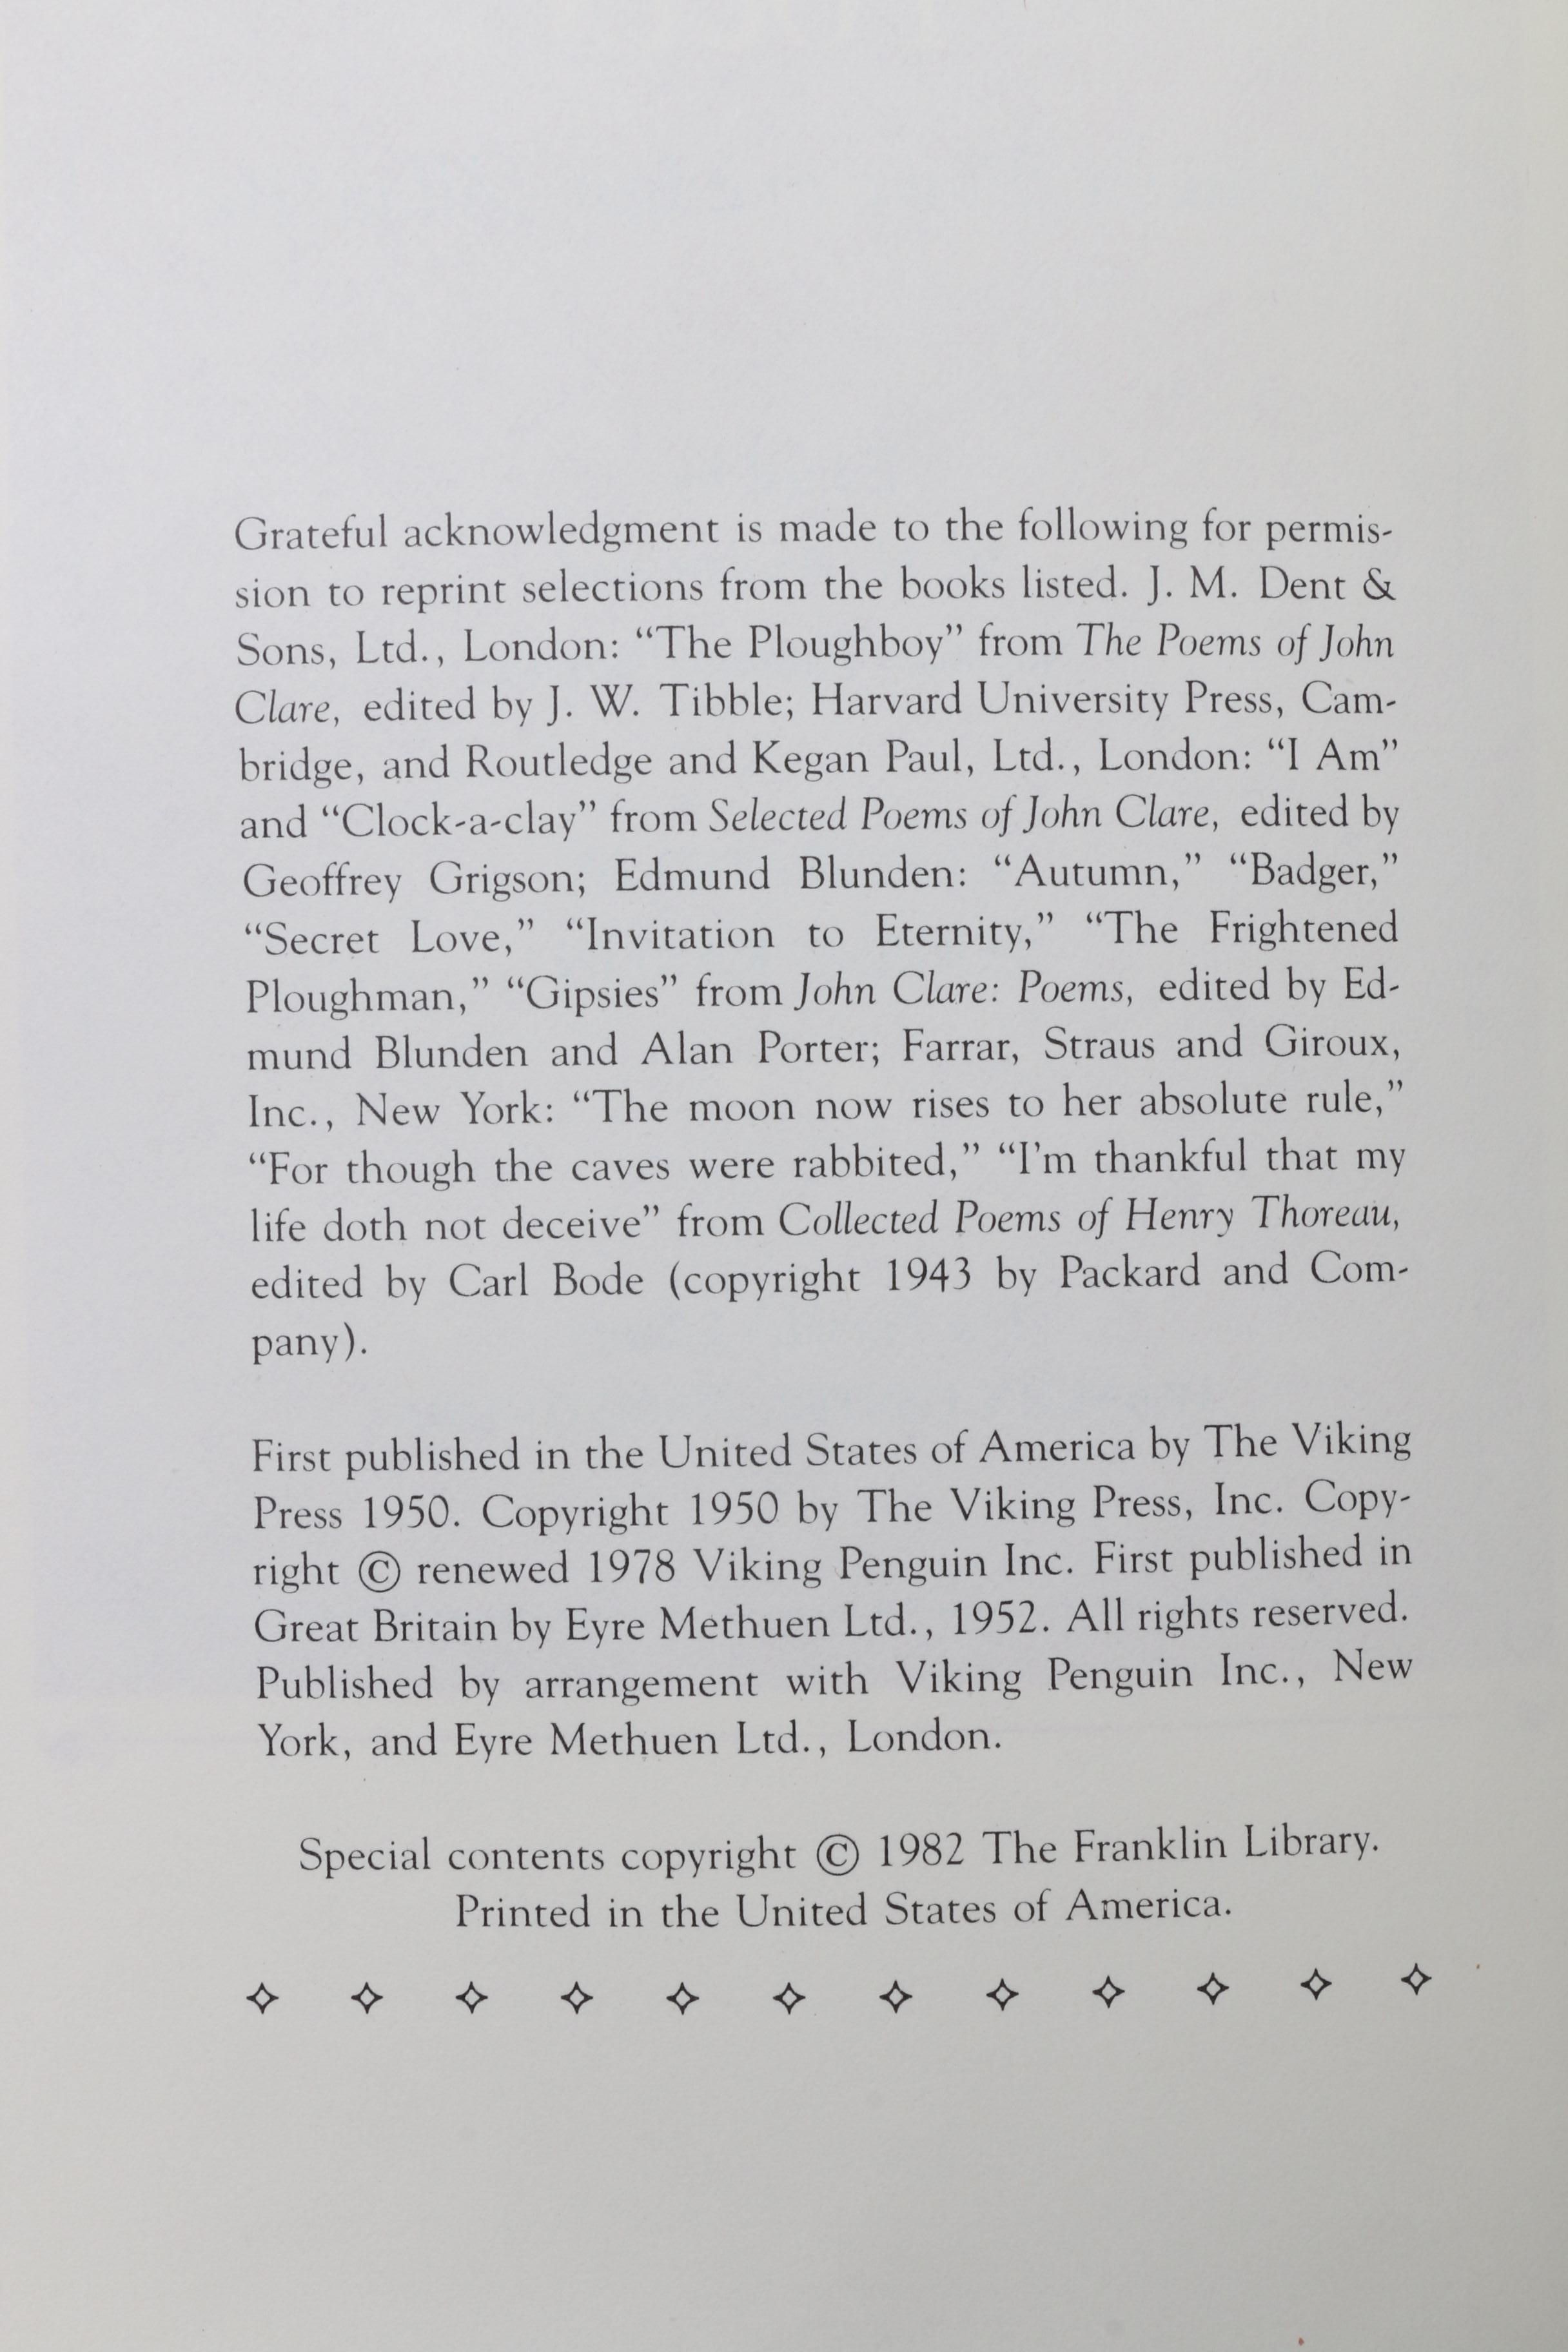 Grateful acknowledgment is made to the following for permis-
sion to reprint selections from the books listed. J. M. Dent &
Sons, Ltd., London: “The Ploughboy” from The Poems of John
Clare, edited by J. W. Tibble; Harvard University Press, Cam-
bridge, and Routledge and Kegan Paul, Ltd., London: “I Am”
and “Clock-a-clay” from Selected Poems of John Clare, edited by
Geoffrey Grigson; Edmund Blunden: “Autumn,” “Badger,”
“Secret Love,” “Invitation to Eternity,” “The Frightened
Ploughman,” “Gipsies” from John Clare: Poems, edited by Ed-
mund Blunden and Alan Porter; Farrar, Straus and Giroux,
Inc., New York: “The moon now rises to her absolute rule,”
“For though the caves were rabbited,” “I'm thankful that my
life doth not deceive” from Collected Poems of Henry Thoreau,
edited by Carl Bode (copyright 1943 by Packard and Com-
pany).
First published in the United States of America by The Viking
Press 1950. Copyright 1950 by The Viking Press, Inc. Copy-
right © renewed 1978 Viking Penguin Inc. First published in
Great Britain by Eyre Methuen Ltd., 1952. All rights reserved.
Published by arrangement with Viking Penguin Inc., New
York, and Eyre Methuen Ltd., London.
Special contents copyright © 1982 The Franklin Library.
Printed in the United States of America.